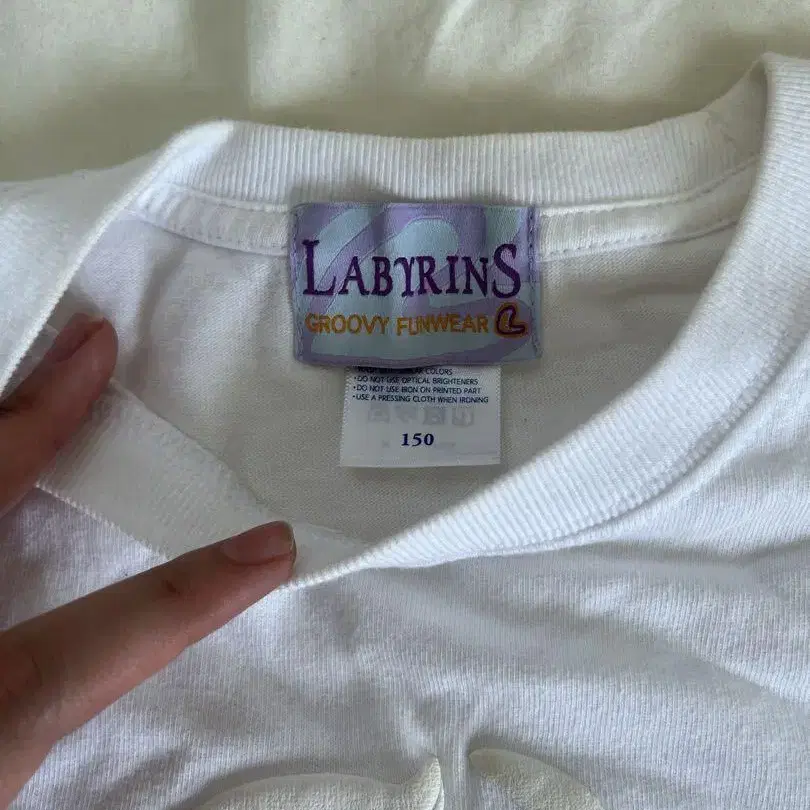 LABYRINS
GROOVY FUNWEAR
COLORS
•DO NOT USE OPTICAL BRIGHTENERS
•DO NOT USE IRON ON PRINTED PART
•USE A PRESSING CLOTH WHEN IRONING
150